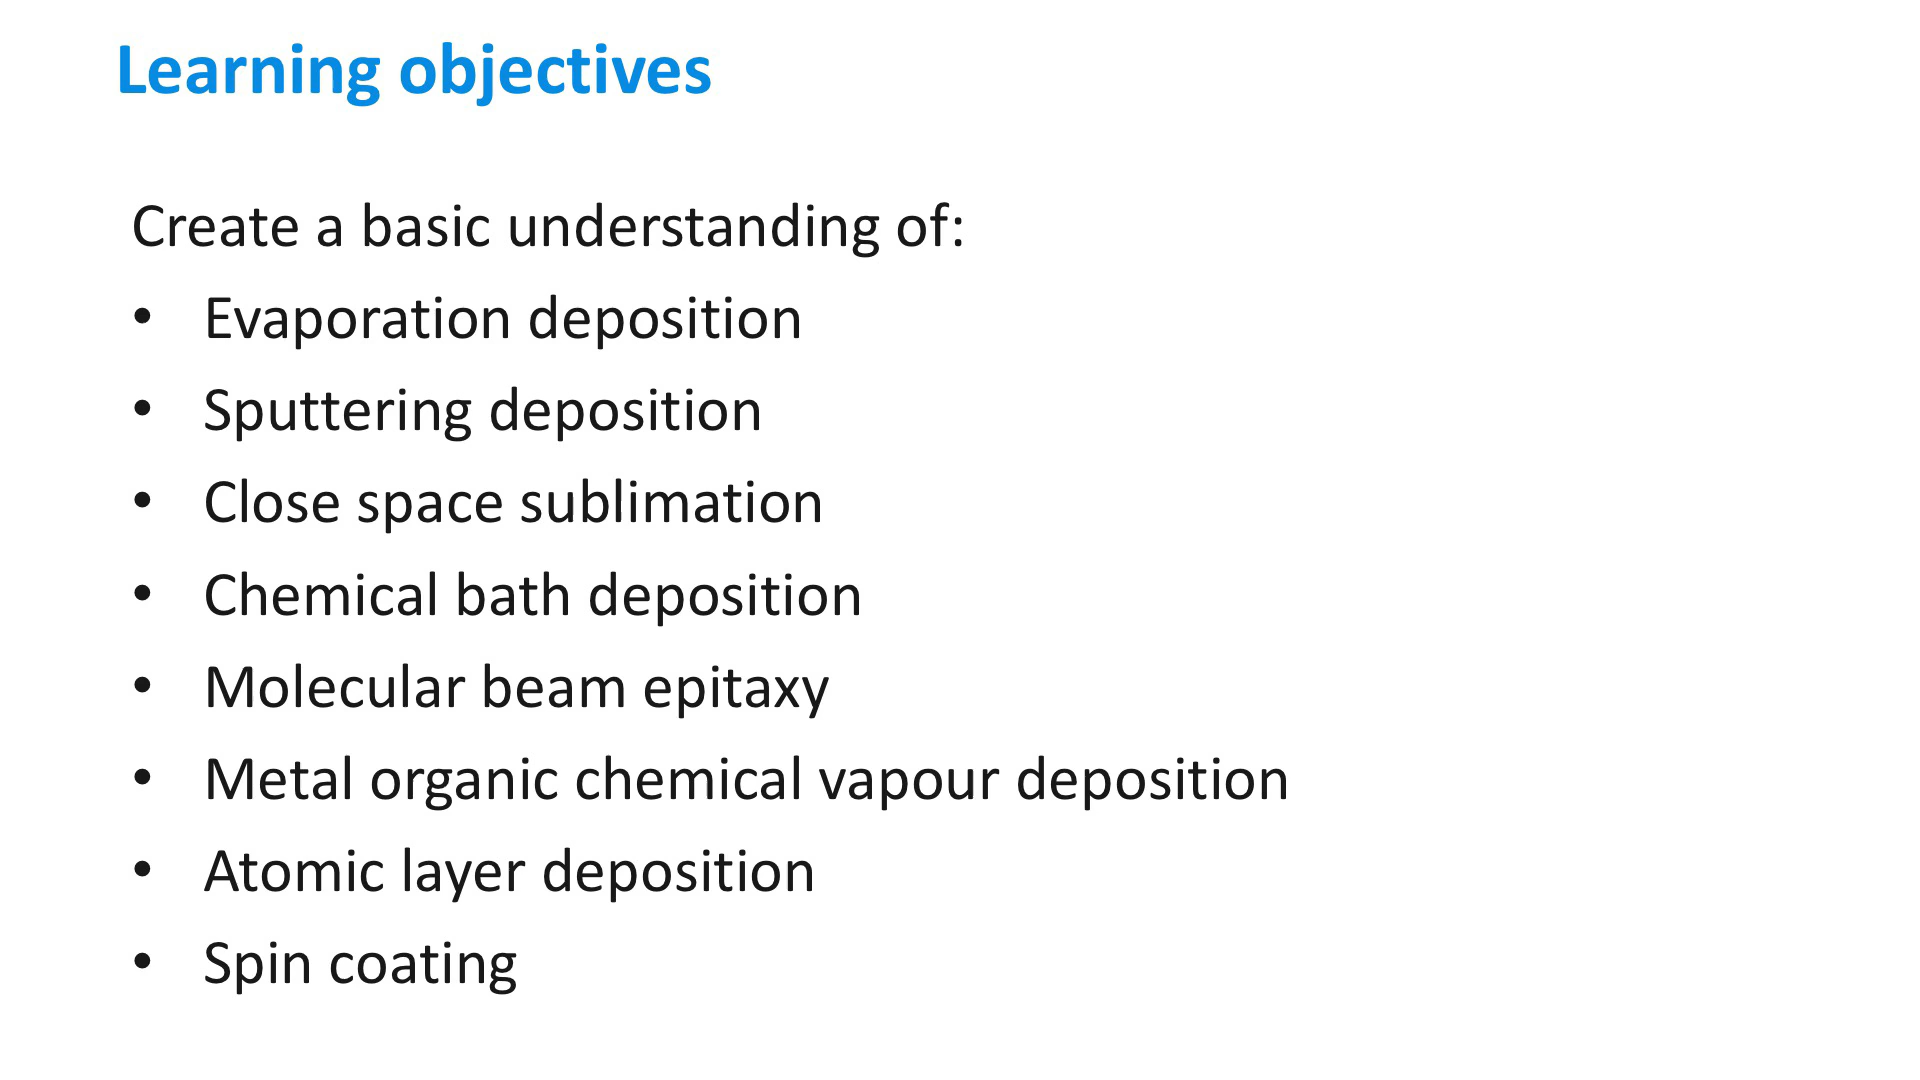 Learning objectives
Create a basic understanding of:
• Evaporation deposition
• Sputtering deposition
• Close space sublimation
• Chemical bath deposition
• Molecular beam epitaxy
• Metal organic chemical vapour deposition
• Atomic layer deposition
• Spin coating